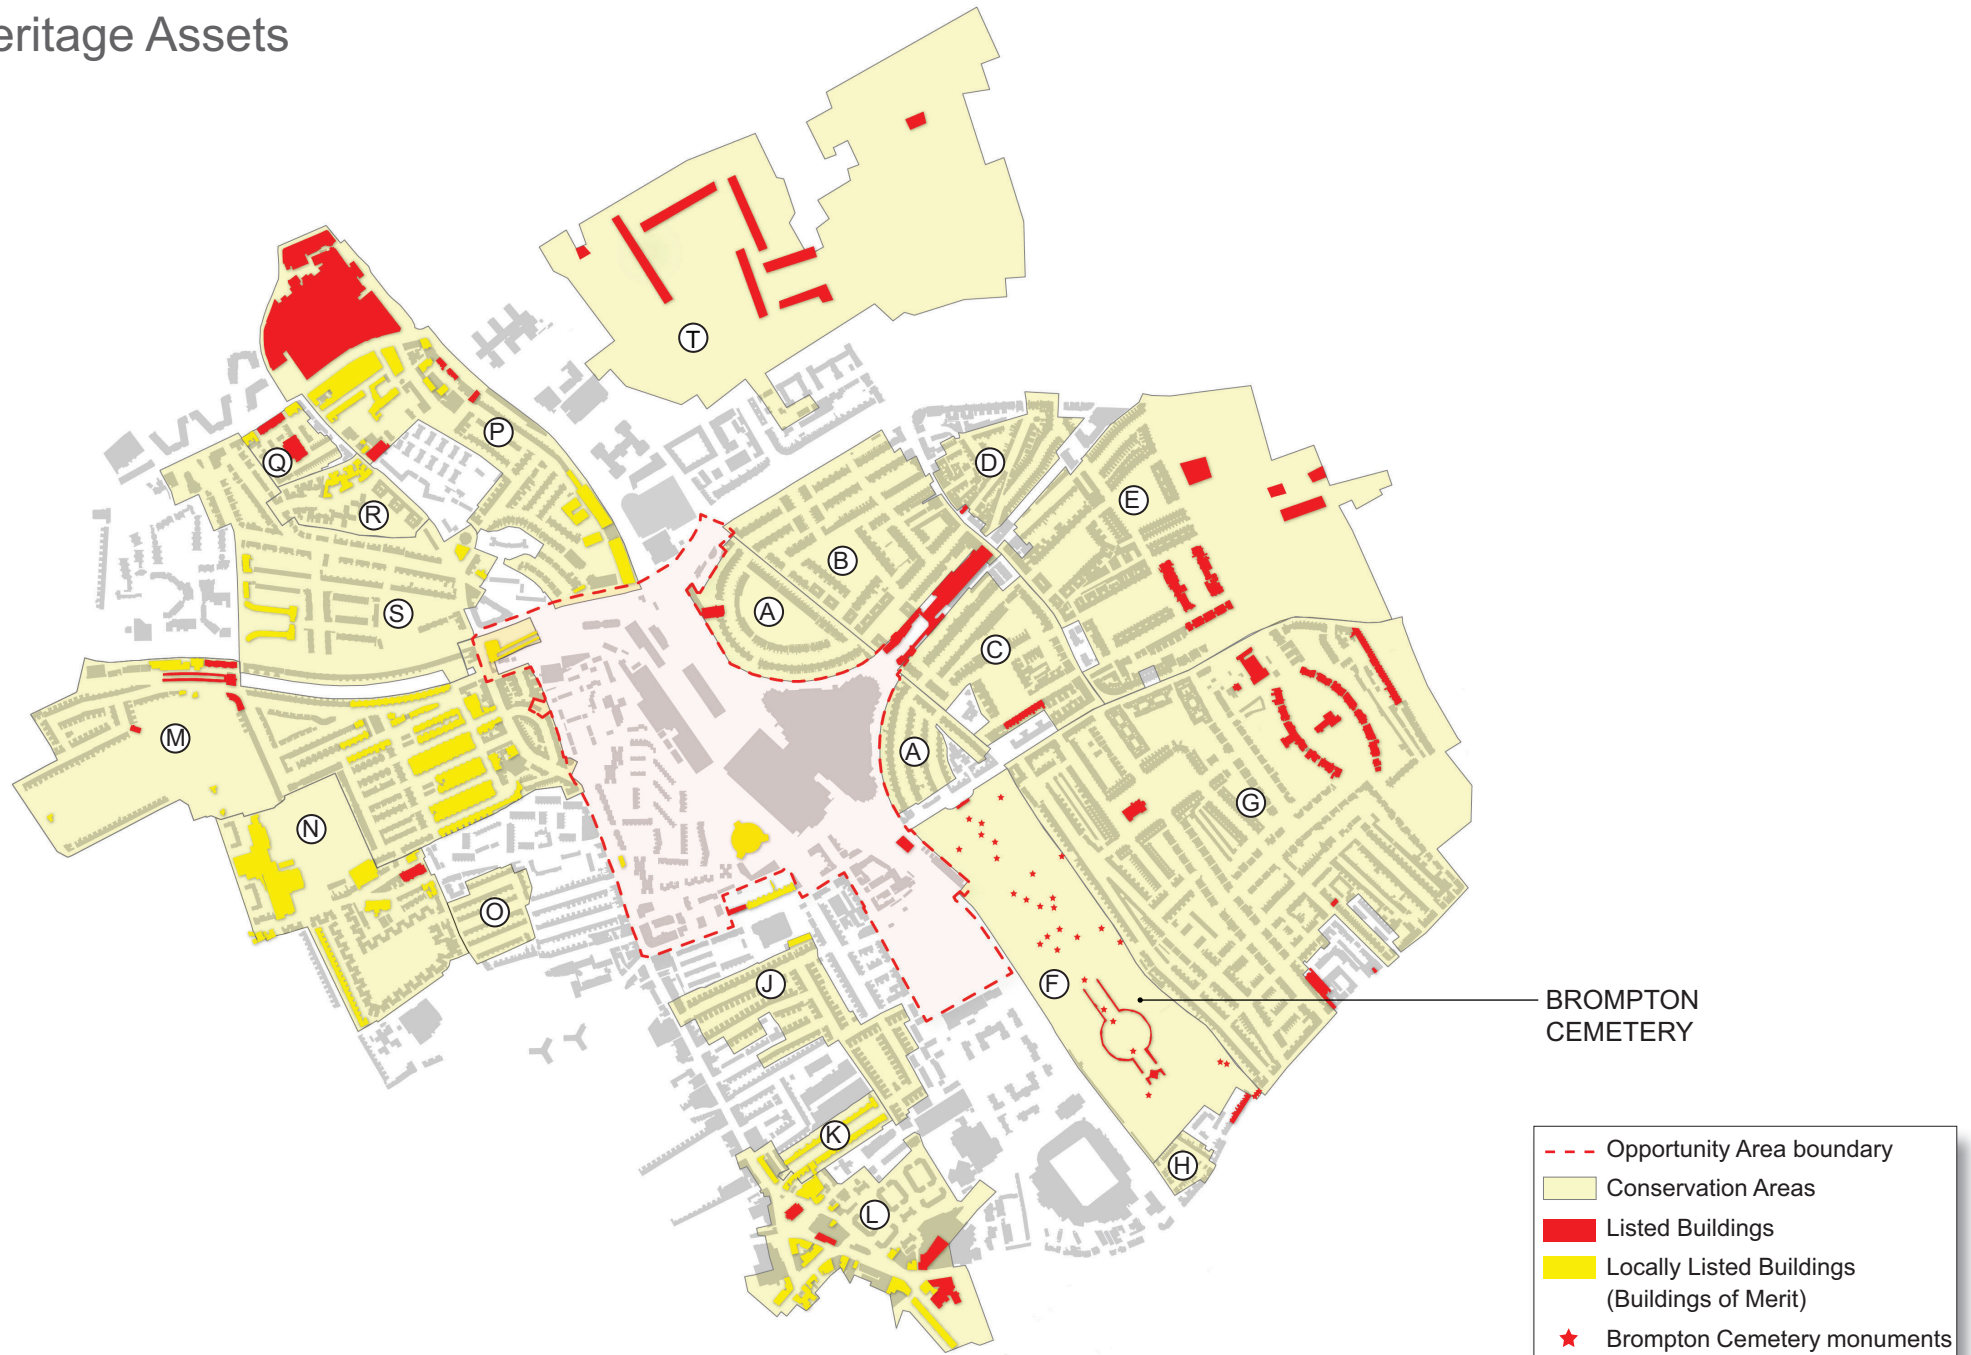 eritage Assets
T
P
Q
D
R
E
B
A
S
C
M
A
G
N
O
F
J
BROMPTON
CEMETERY
K
H
L
Opportunity Area boundary
Conservation Areas
Listed Buildings
Locally Listed Buildings
(Buildings of Merit)
Brompton Cemetery monuments